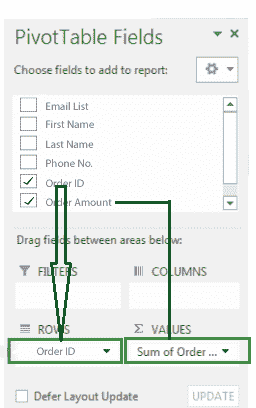 PivotTable Fields
Choose fields to add to report:
Email List
First Name
Last Name
Phone No.
Order ID
Order Amount
Drag fields between areas below:
FILTERS
COLUMNS
ROWS
VALUES
Order ID
Sum of Order ...
Defer Layout Update
UPDATE